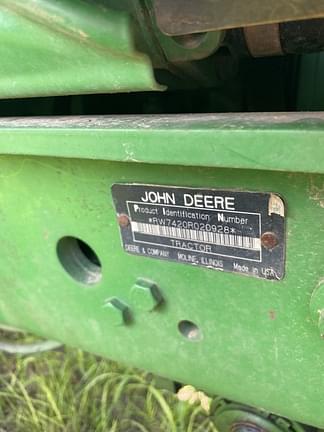 JOHN DEERE
Product Identification Number
*RW7420R020928*
TRACTOR
DEERE & COMPANY MOLINE, ILLINOIS Made in USA